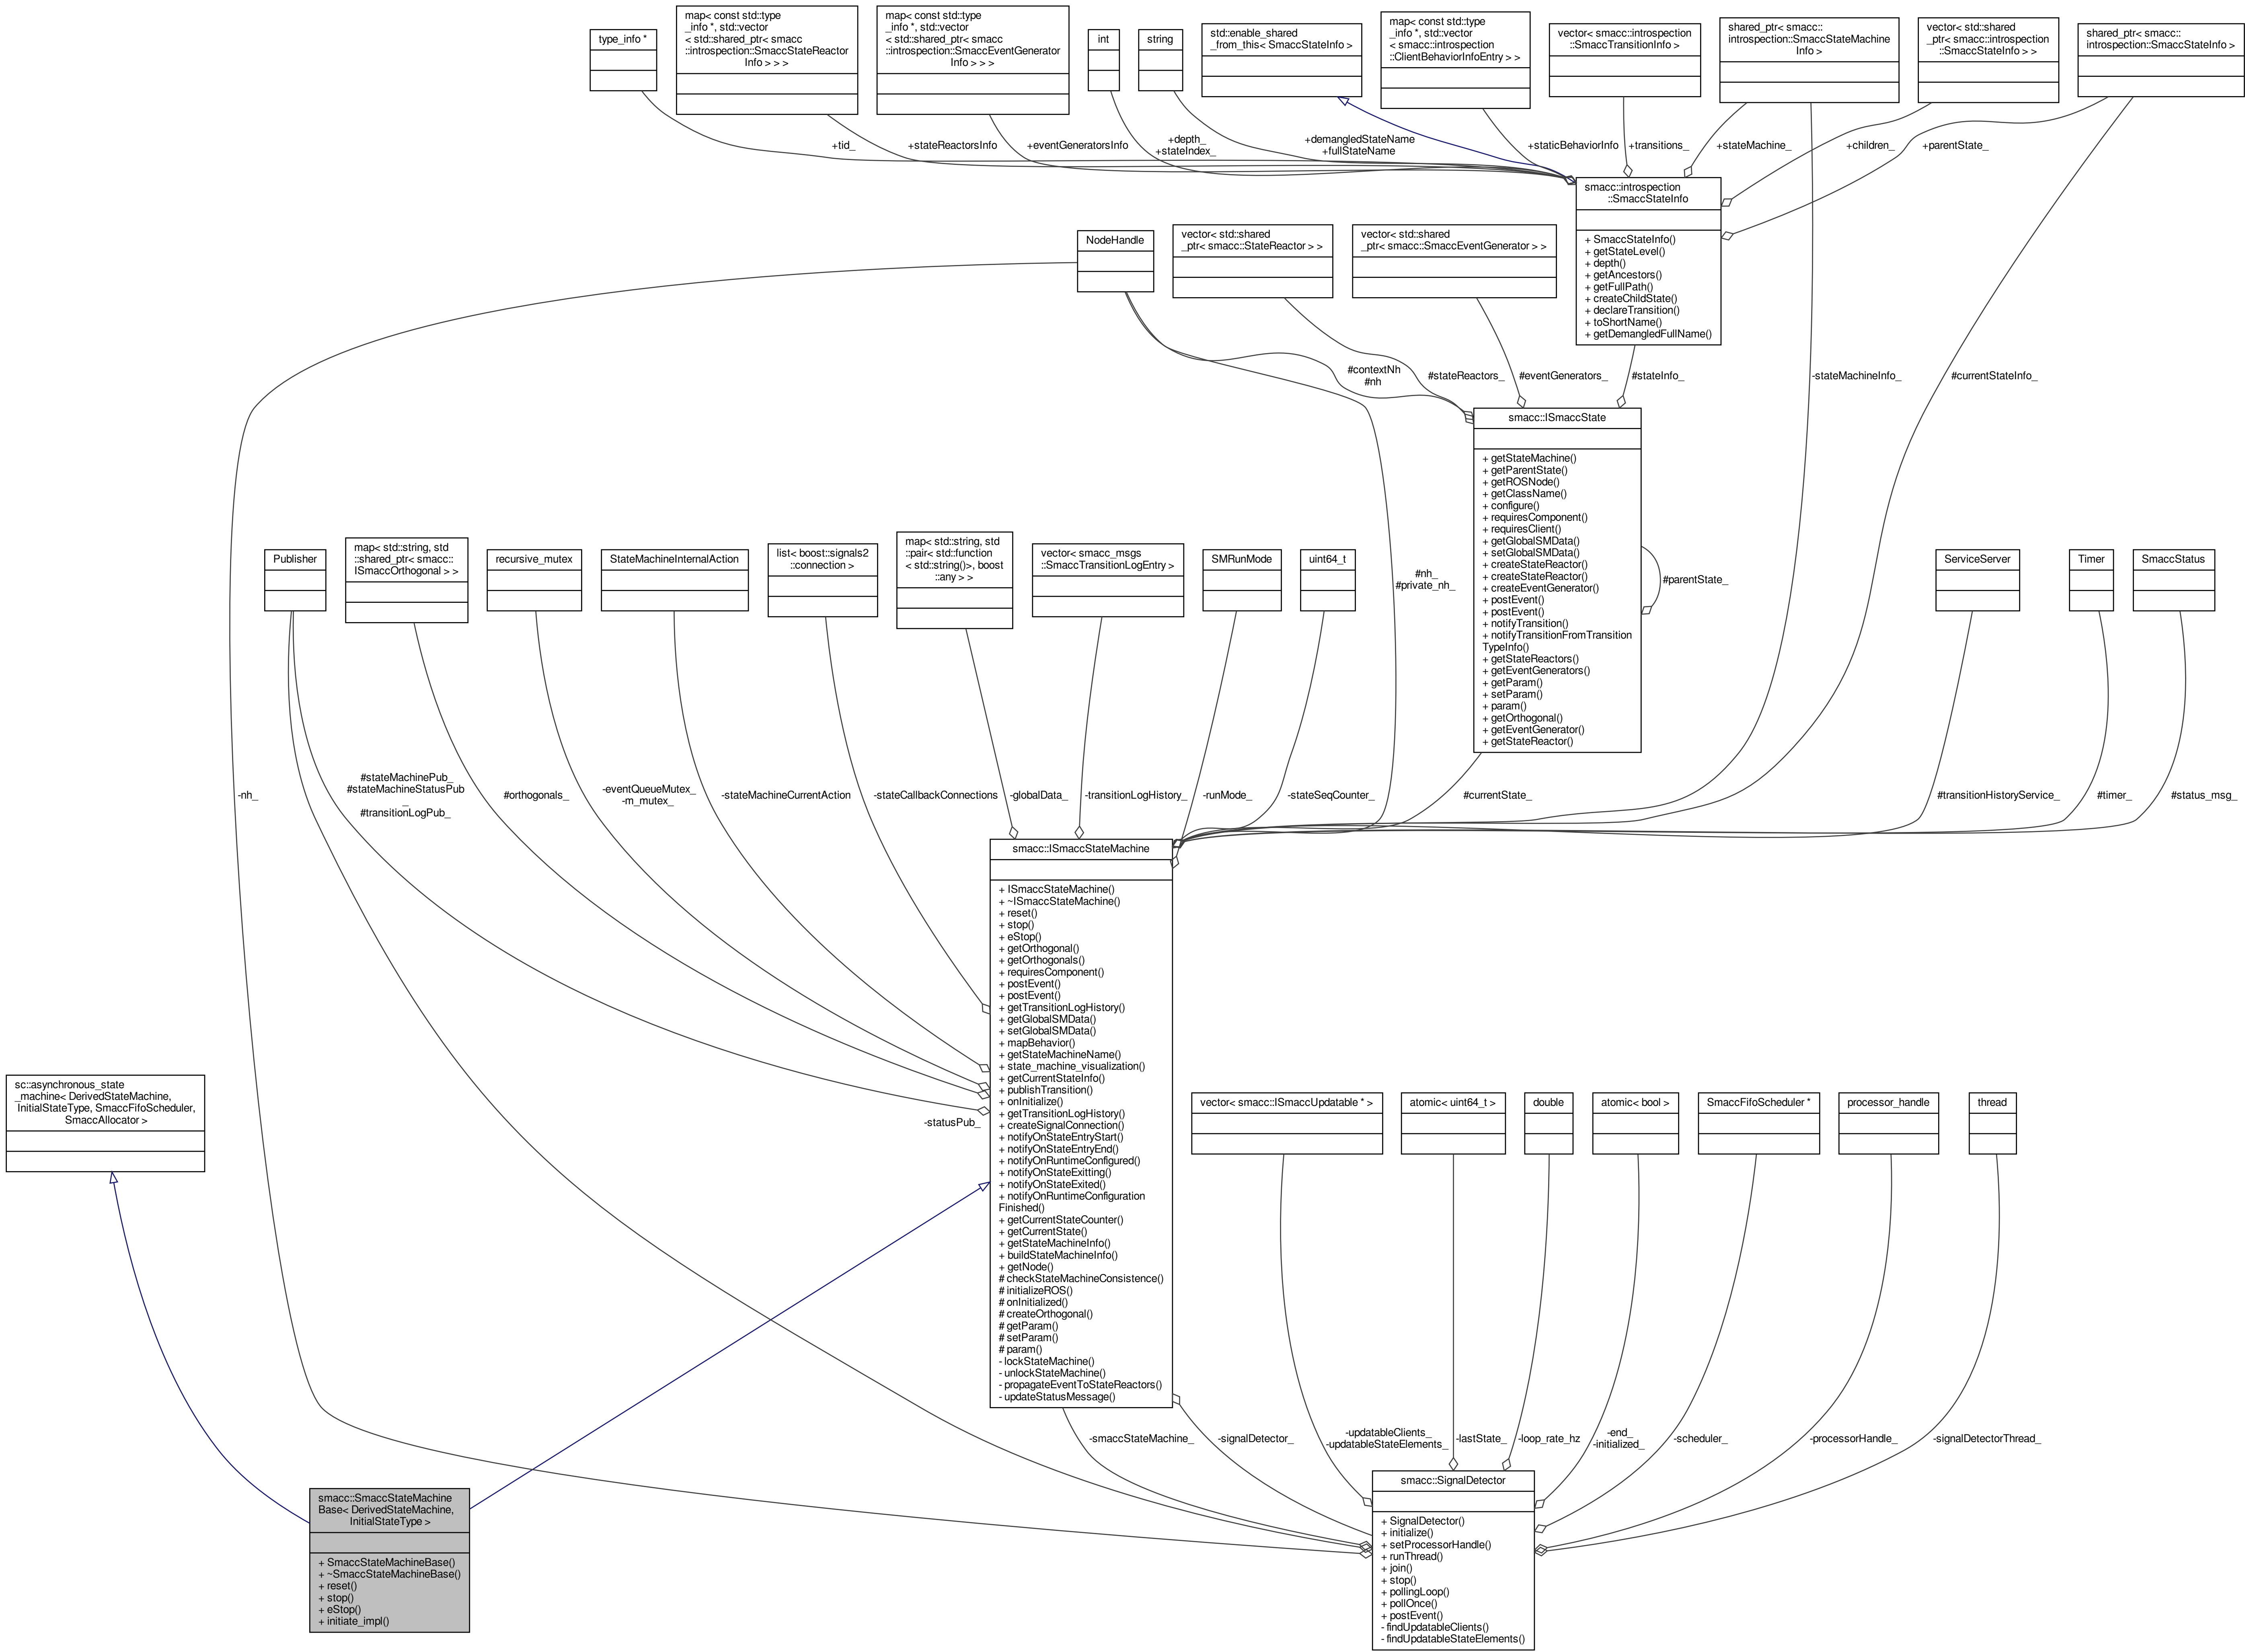 type_info *
map< const std::type
_info *, std::vector
< std::shared_ptr< smacc
::introspection::SmaccStateReactor
Info > > >
map< const std::type
_info *, std::vector
< std::shared_ptr< smacc
::introspection::SmaccEventGenerator
Info > > >
int
string
std::enable_shared
_from_this< SmaccStateInfo >
map< const std::type
_info *, std::vector
< smacc::introspection
::ClientBehaviorInfoEntry > >
vector< smacc::introspection
::SmaccTransitionInfo >
shared_ptr< smacc::
introspection::SmaccStateMachine
Info >
vector< std::shared
_ptr< smacc::introspection
::SmaccStateInfo > >
shared_ptr< smacc::
introspection::SmaccStateInfo >
+tid_
+stateReactorsInfo
+eventGeneratorsInfo
+depth_
+stateIndex_
+demangledStateName
+fullStateName
+staticBehaviorInfo
+transitions_
+stateMachine_
+children_
+parentState_
smacc::introspection
::SmaccStateInfo
+ SmaccStateInfo()
+ getStateLevel()
+ depth()
+ getAncestors()
+ getFullPath()
+ createChildState()
+ declareTransition()
+ toShortName()
+ getDemangledFullName()
NodeHandle
vector< std::shared
_ptr< smacc::StateReactor > >
vector< std::shared
_ptr< smacc::SmaccEventGenerator > >
#contextNh
#nh
#stateReactors_
#eventGenerators_
#stateInfo_
-stateMachineInfo_
#currentStateInfo_
smacc::ISmaccState
+ getStateMachine()
+ getParentState()
+ getROSNode()
+ getClassName()
+ configure()
+ requiresComponent()
+ requiresClient()
+ getGlobalSMData()
+ setGlobalSMData()
+ createStateReactor()
+ createStateReactor()
+ createEventGenerator()
+ postEvent()
+ postEvent()
+ notifyTransition()
+ notifyTransitionFromTransition
TypeInfo()
+ getStateReactors()
+ getEventGenerators()
+ getParam()
+ setParam()
+ param()
+ getOrthogonal()
+ getEventGenerator()
+ getStateReactor()
#parentState_
Publisher
map< std::string, std
::shared_ptr< smacc::
ISmaccOrthogonal > >
recursive_mutex
StateMachineInternalAction
list< boost::signals2
::connection >
map< std::string, std
::pair< std::function
< std::string()>, boost
::any > >
vector< smacc_msgs
::SmaccTransitionLogEntry >
SMRunMode
uint64_t
#nh_
#private_nh_
ServiceServer
Timer
SmaccStatus
-nh_
#stateMachinePub_
#stateMachineStatusPub
_
#transitionLogPub_
#orthogonals_
-eventQueueMutex_
-m_mutex_
-stateMachineCurrentAction
-stateCallbackConnections
-globalData_
-transitionLogHistory_
-runMode_
-stateSeqCounter_
#currentState_
#transitionHistoryService_
#timer_
#status_msg_
smacc::ISmaccStateMachine
+ ISmaccStateMachine()
+ ~ISmaccStateMachine()
+ reset()
+ stop()
+ eStop()
+ getOrthogonal()
+ getOrthogonals()
+ requiresComponent()
+ postEvent()
+ postEvent()
+ getTransitionLogHistory()
+ getGlobalSMData()
+ setGlobalSMData()
+ mapBehavior()
+ getStateMachineName()
+ state_machine_visualization()
+ getCurrentStateInfo()
+ publishTransition()
+ onInitialize()
+ getTransitionLogHistory()
+ createSignalConnection()
+ notifyOnStateEntryStart()
+ notifyOnStateEntryEnd()
+ notifyOnRuntimeConfigured()
+ notifyOnStateExitting()
+ notifyOnStateExited()
+ notifyOnRuntimeConfiguration
Finished()
+ getCurrentStateCounter()
+ getCurrentState()
+ getStateMachineInfo()
+ buildStateMachineInfo()
+ getNode()
# checkStateMachineConsistence()
# initializeROS()
# onInitialized()
# createOrthogonal()
# getParam()
# setParam()
# param()
- lockStateMachine()
- unlockStateMachine()
- propagateEventToStateReactors()
- updateStatusMessage()
-statusPub_
sc::asynchronous_state
_machine< DerivedStateMachine,
InitialStateType, SmaccFifoScheduler,
SmaccAllocator >
vector< smacc::ISmaccUpdatable * >
atomic< uint64_t >
double
atomic< bool >
SmaccFifoScheduler *
processor_handle
thread
-smaccStateMachine_
-signalDetector_
-updatableClients_
-updatableStateElements_
-lastState_
-loop_rate_hz
-end_
-initialized_
-scheduler_
-processorHandle_
-signalDetectorThread_
smacc::SmaccStateMachine
Base< DerivedStateMachine,
InitialStateType >
+ SmaccStateMachineBase()
+ ~SmaccStateMachineBase()
+ reset()
+ stop()
+ eStop()
+ initiate_impl()
smacc::SignalDetector
+ SignalDetector()
+ initialize()
+ setProcessorHandle()
+ runThread()
+ join()
+ stop()
+ pollingLoop()
+ pollOnce()
+ postEvent()
- findUpdatableClients()
- findUpdatableStateElements()